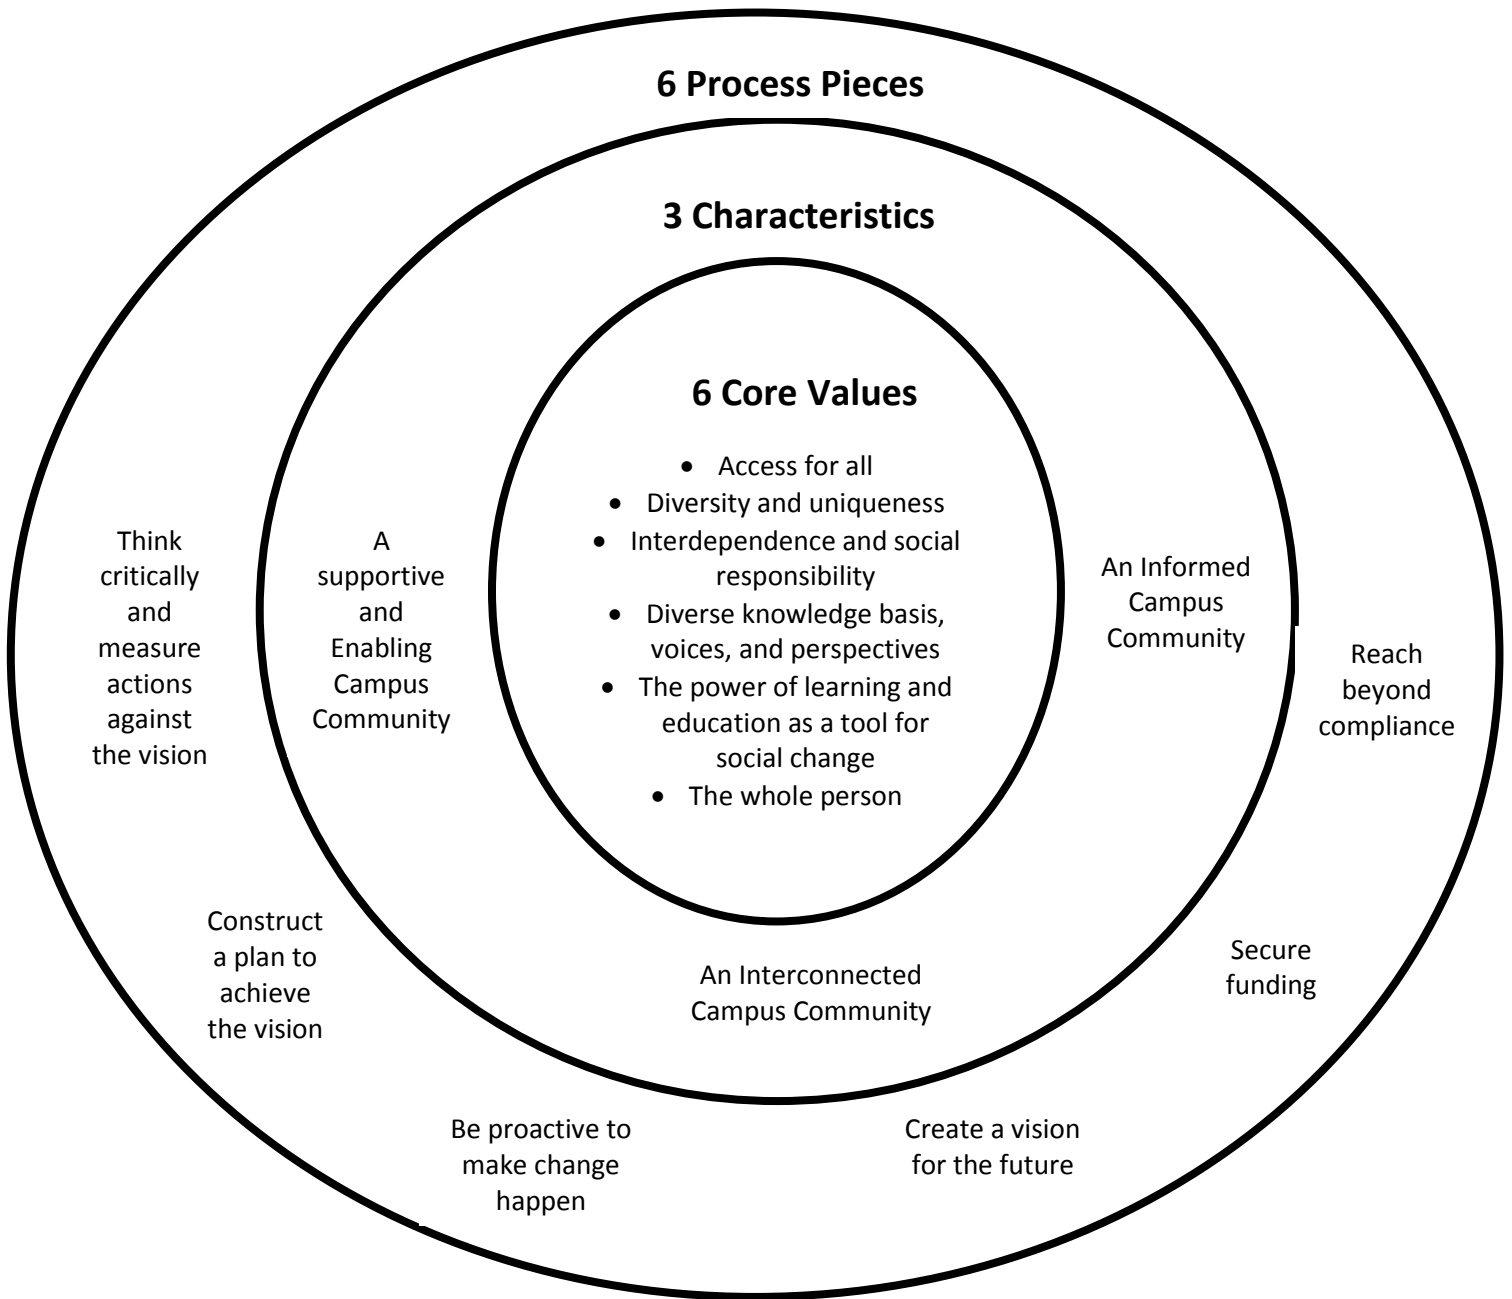 6 Process Pieces
3 Characteristics
6 Core Values
• Access for all
• Diversity and uniqueness
• Interdependence and social
responsibility
• Diverse knowledge basis,
voices, and perspectives
• The power of learning and
education as a tool for
social change
• The whole person
Think
critically
and
measure
actions
against
the vision
A
supportive
and
Enabling
Campus
Community
An Informed
Campus
Community
Reach
beyond
compliance
Construct
a plan to
achieve
the vision
An Interconnected
Campus Community
Secure
funding
Be proactive to
make change
happen
Create a vision
for the future